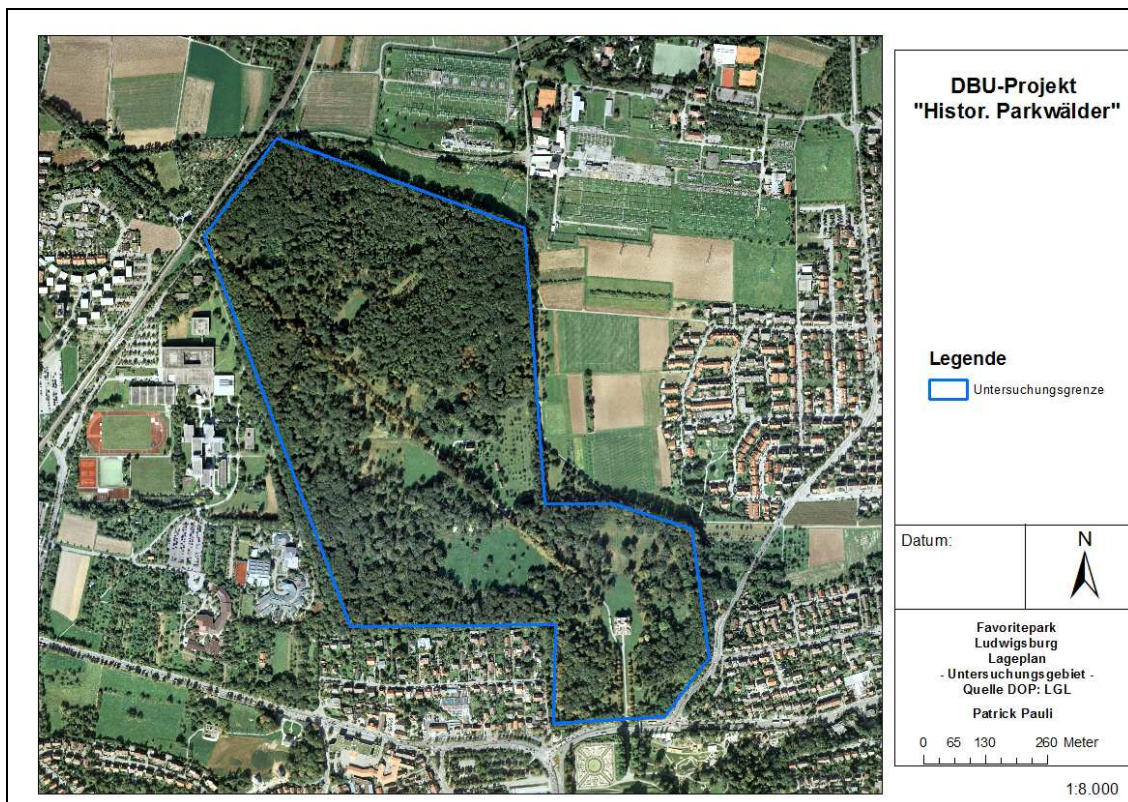 DBU-Projekt
"Histor. Parkwälder"
Legende
Untersuchungsgrenze
Datum:
N
Favoritepark
Ludwigsburg
Lageplan
- Untersuchungsgebiet -
Quelle DOP: LGL
Patrick Pauli
0 65 130 260 Meter
1:8.000